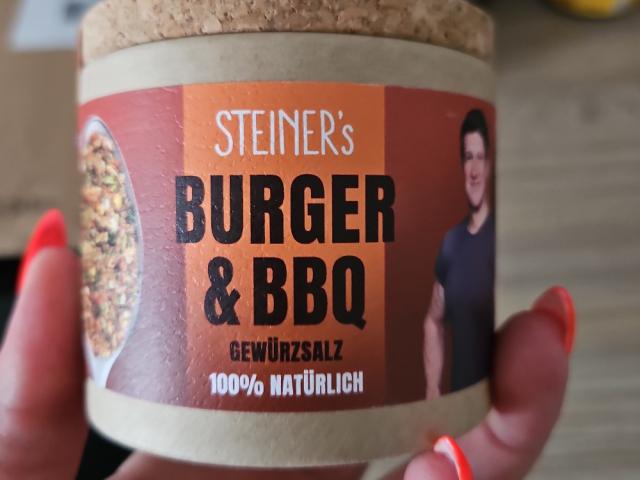 STEINER's
BURGER
& BBQ
GEWÜRZSALZ
100% NATÜRLICH